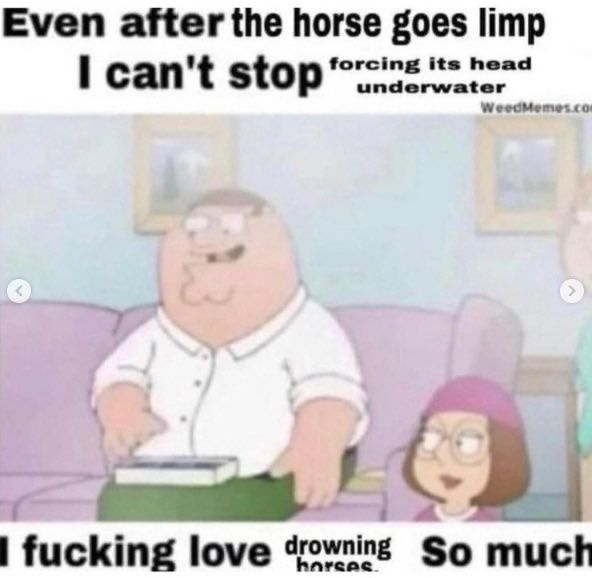 Even after the horse goes limp
I can't stop forcing its head
underwater
WeedMemes.co
I fucking love drowning So much
horses.